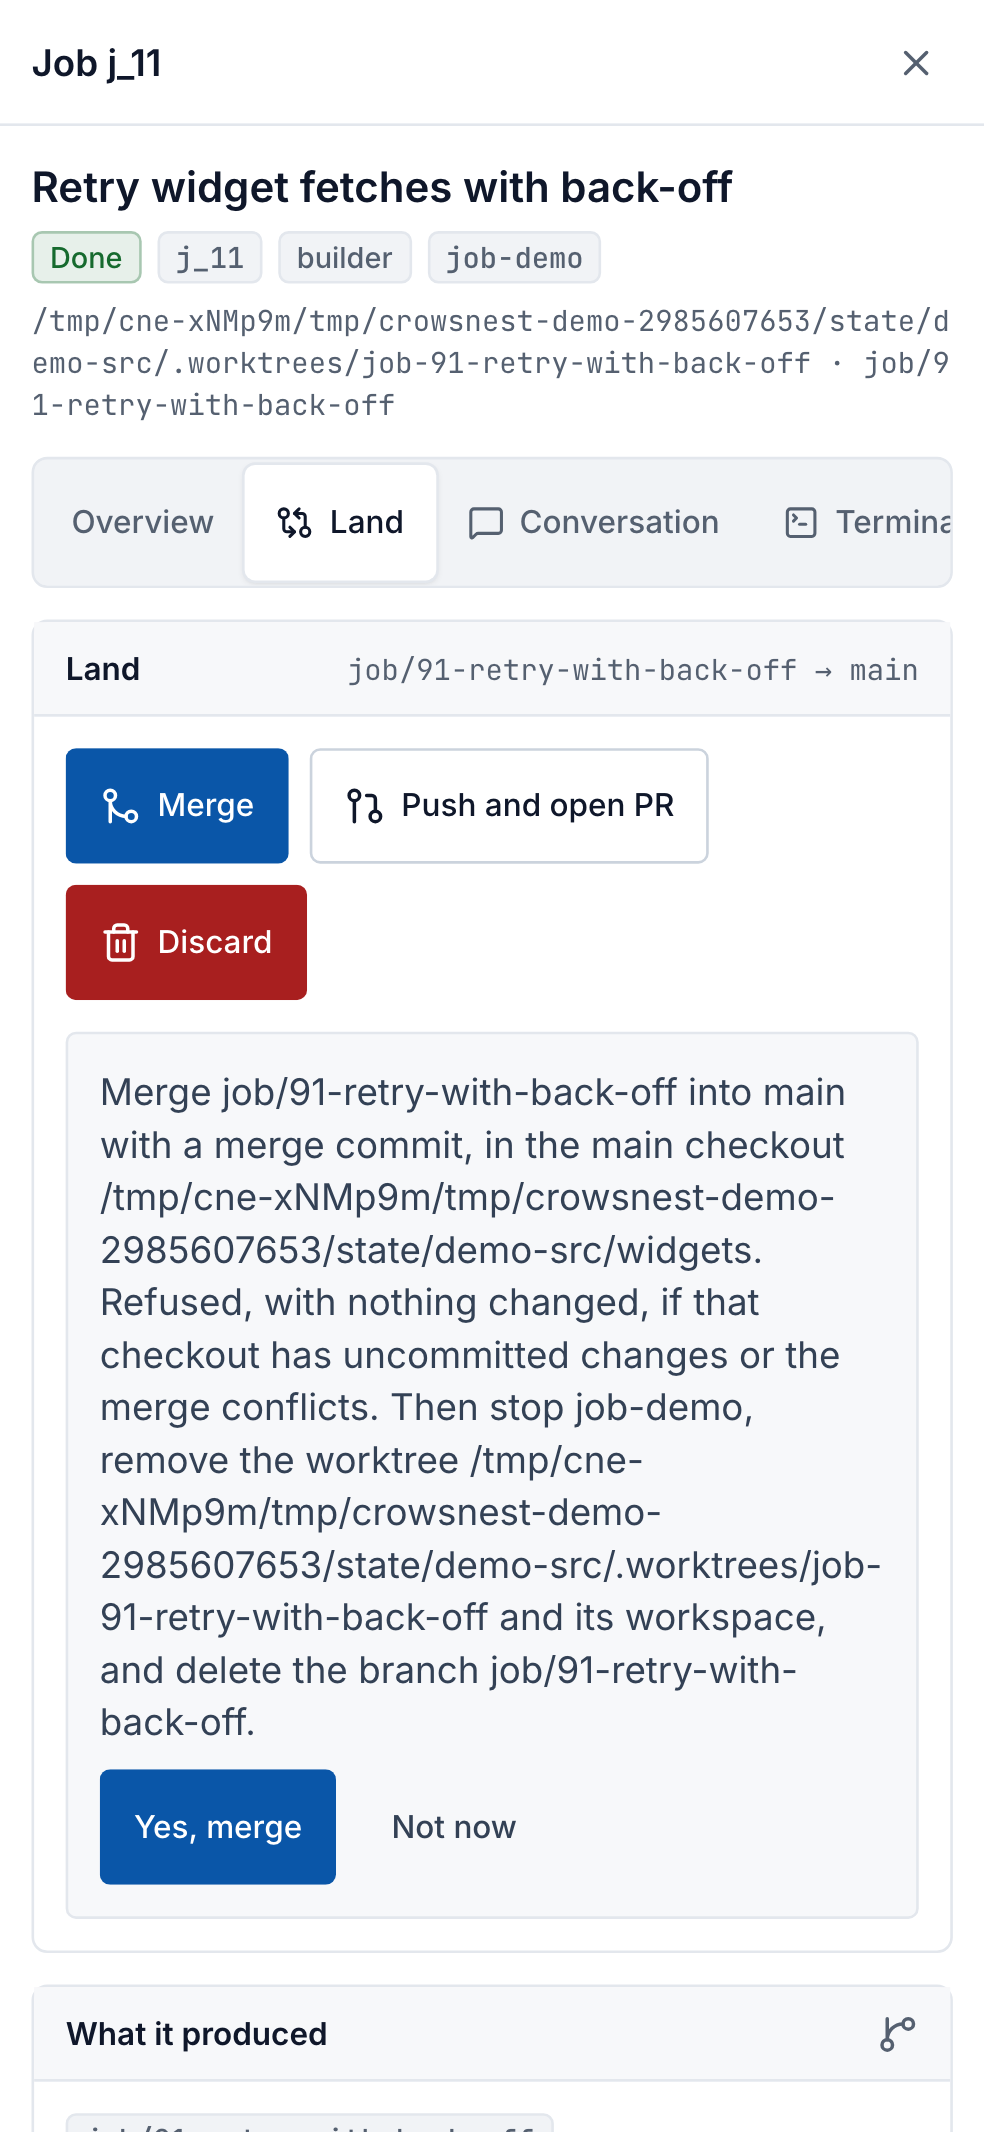 Job j_11
Retry widget fetches with back-off
Done j_11 builder job-demo
/tmp/cne-xNMp9m/tmp/crowsnest-demo-2985607653/state/d
emo-src/.worktrees/job-91-retry-with-back-off · job/9
1-retry-with-back-off
Overview Land Conversation
Land job/91-retry-with-back-off → main
Merge Push and open PR
Discard
Merge job/91-retry-with-back-off into main
with a merge commit, in the main checkout
/tmp/cne-xNMp9m/tmp/crowsnest-demo-
2985607653/state/demo-src/widgets.
Refused, with nothing changed, if that
checkout has uncommitted changes or the
merge conflicts. Then stop job-demo,
remove the worktree /tmp/cne-
xNMp9m/tmp/crowsnest-demo-
2985607653/state/demo-src/.worktrees/job-
91-retry-with-back-off and its workspace,
and delete the branch job/91-retry-with-
back-off.
Yes, merge Not now
What it produced